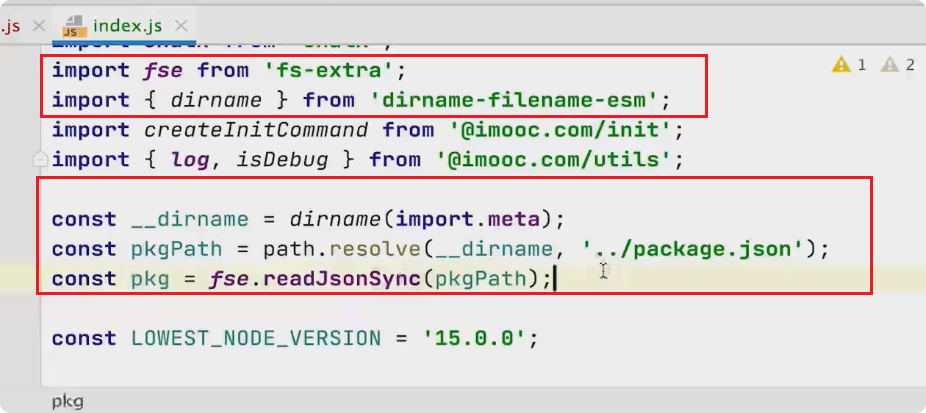 .js
JS index.js
import chalk from 'chalk';
import fse from 'fs-extra';
1 2
import { dirname } from 'dirname-filename-esm';
import createInitCommand from '@imooc.com/init';
import { log, isDebug } from '@imooc.com/utils';
const __dirname = dirname(import.meta);
const pkgPath = path.resolve(__dirname, '../package.json');
const pkg = fse.readJsonSync(pkgPath);
const LOWEST_NODE_VERSION = '15.0.0';
pkg